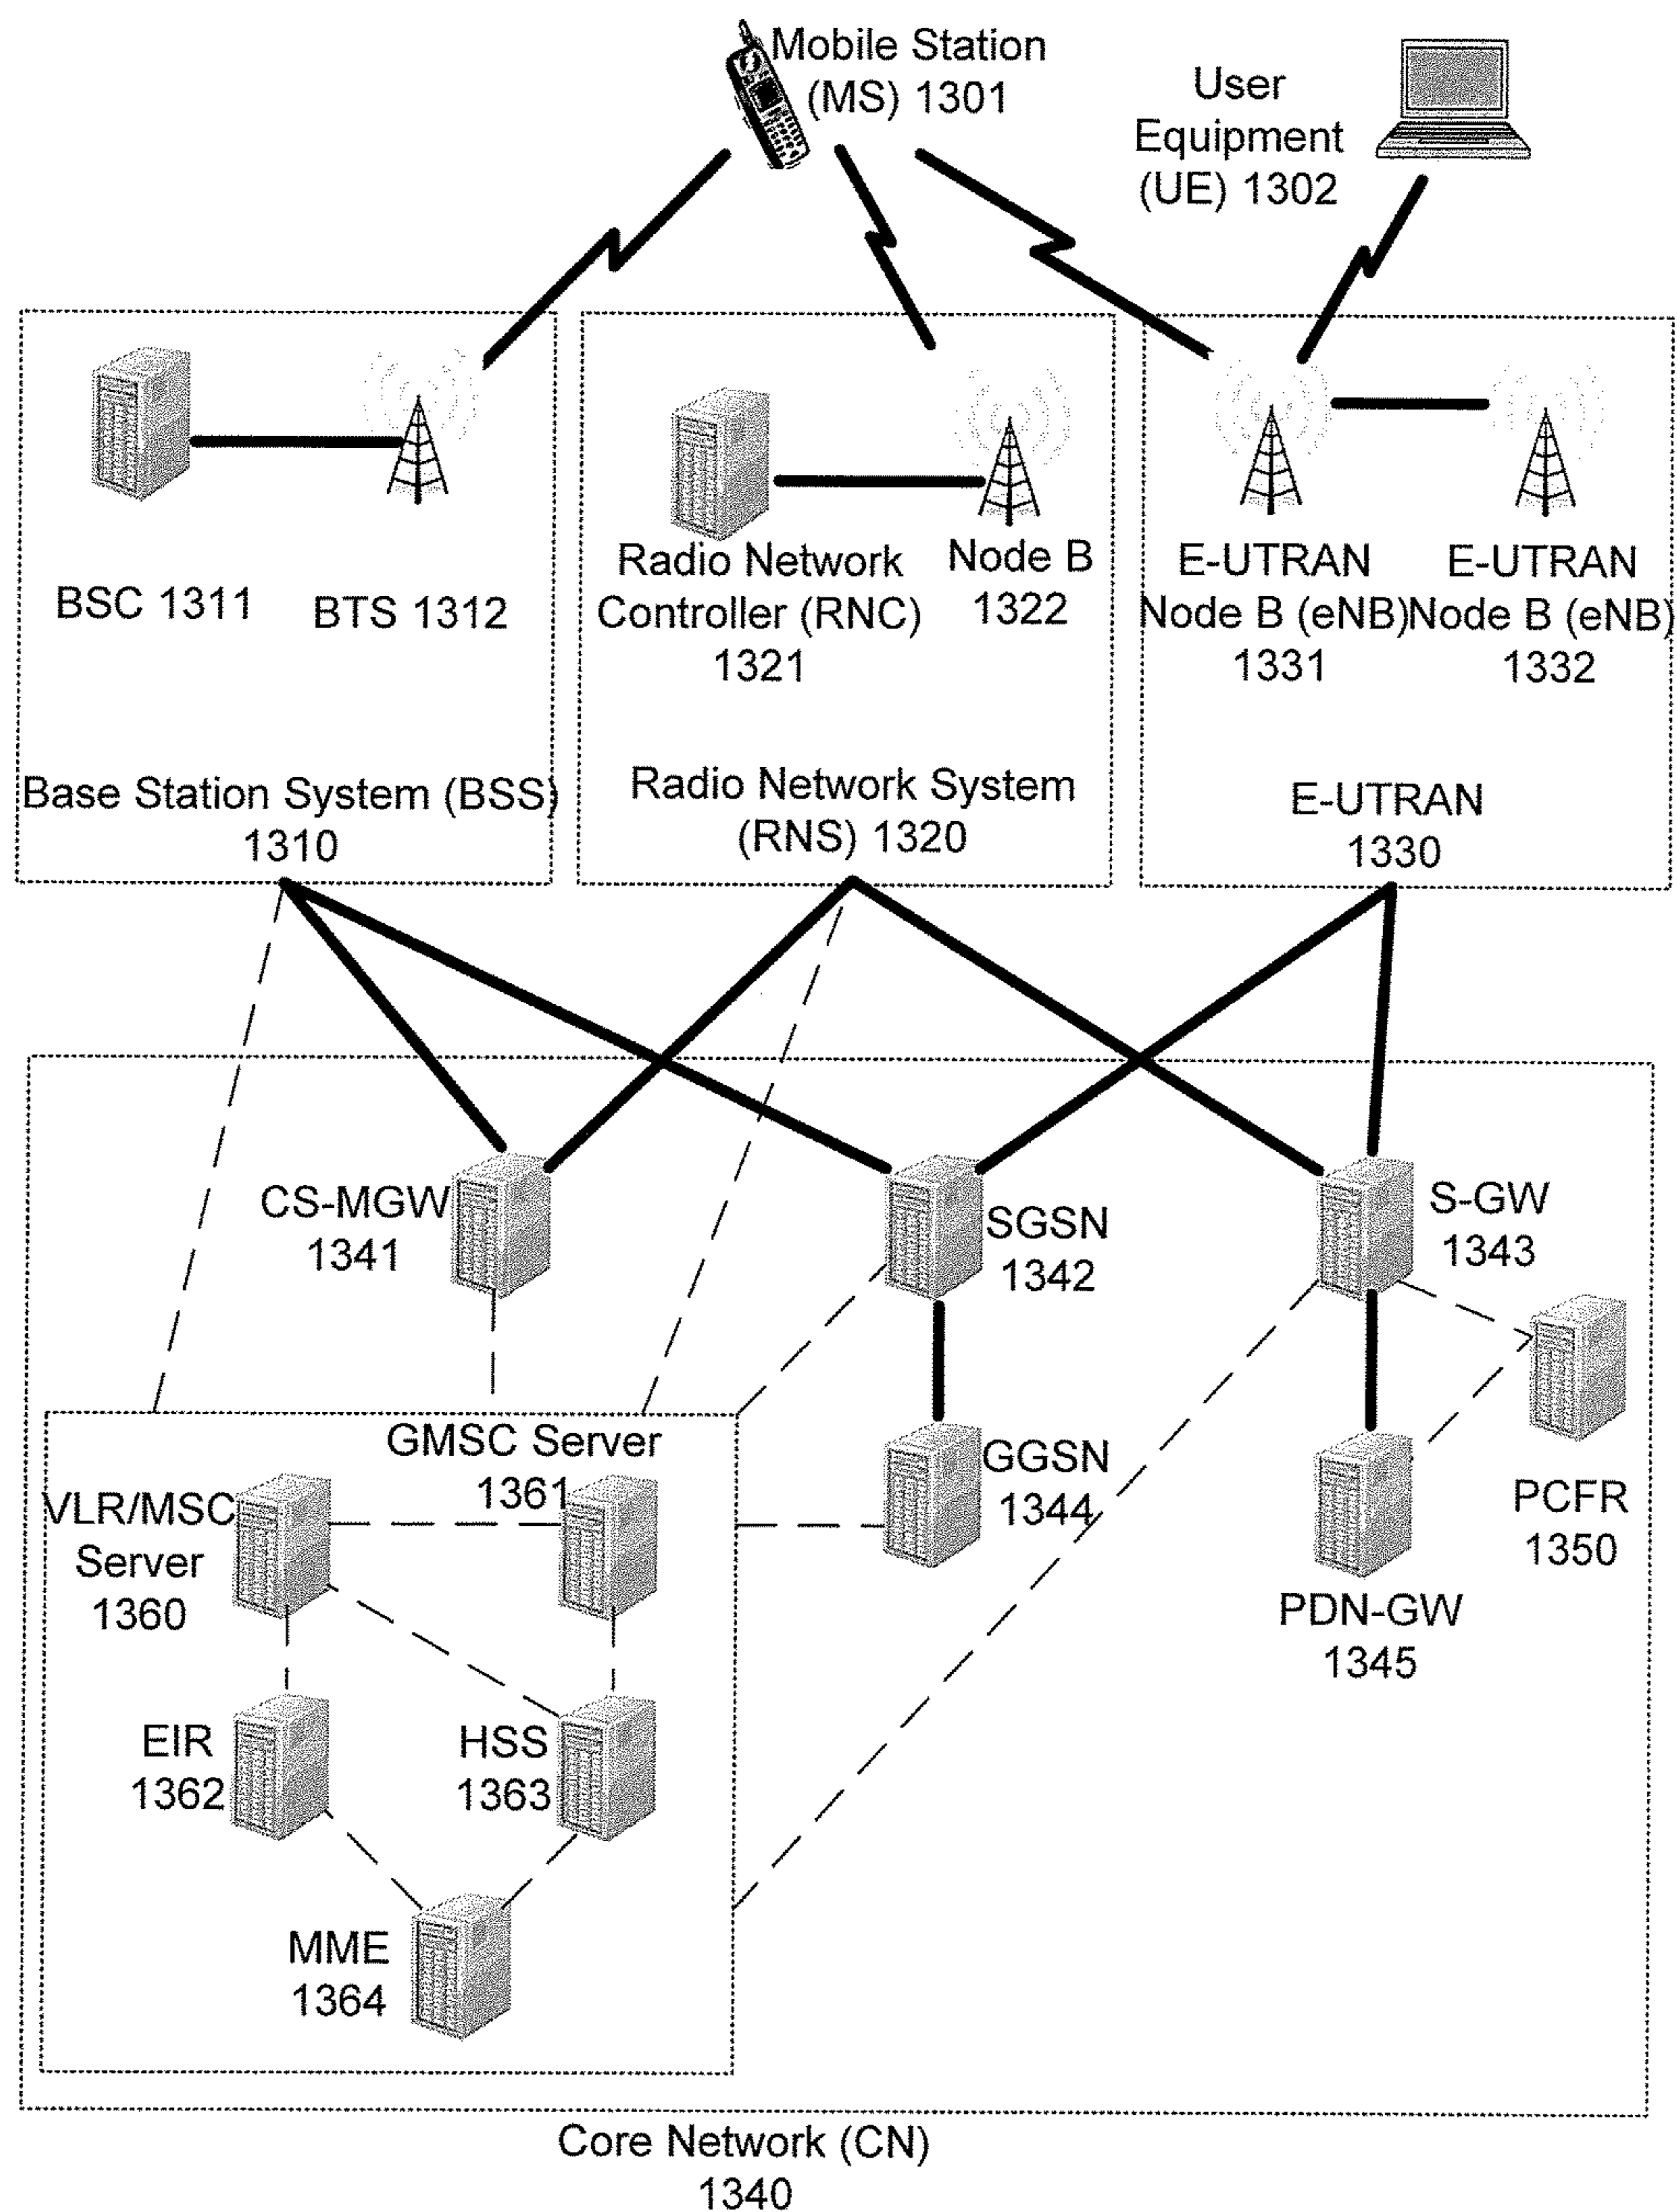 Mobile Station
(MS) 1301
User
Equipment
(UE) 1302
BSC 1311
BTS 1312
Base Station System (BSS)
1310
Radio Network
Controller (RNC)
1321
Node B
1322
Radio Network System
(RNS) 1320
E-UTRAN
Node B (eNB)
1331
E-UTRAN
Node B (eNB)
1332
E-UTRAN
1330
CS-MGW
1341
SGSN
1342
S-GW
1343
GMSC Server
1361
VLR/MSC
Server
1360
GGSN
1344
PCFR
1350
PDN-GW
1345
EIR
1362
HSS
1363
MME
1364
Core Network (CN)
1340